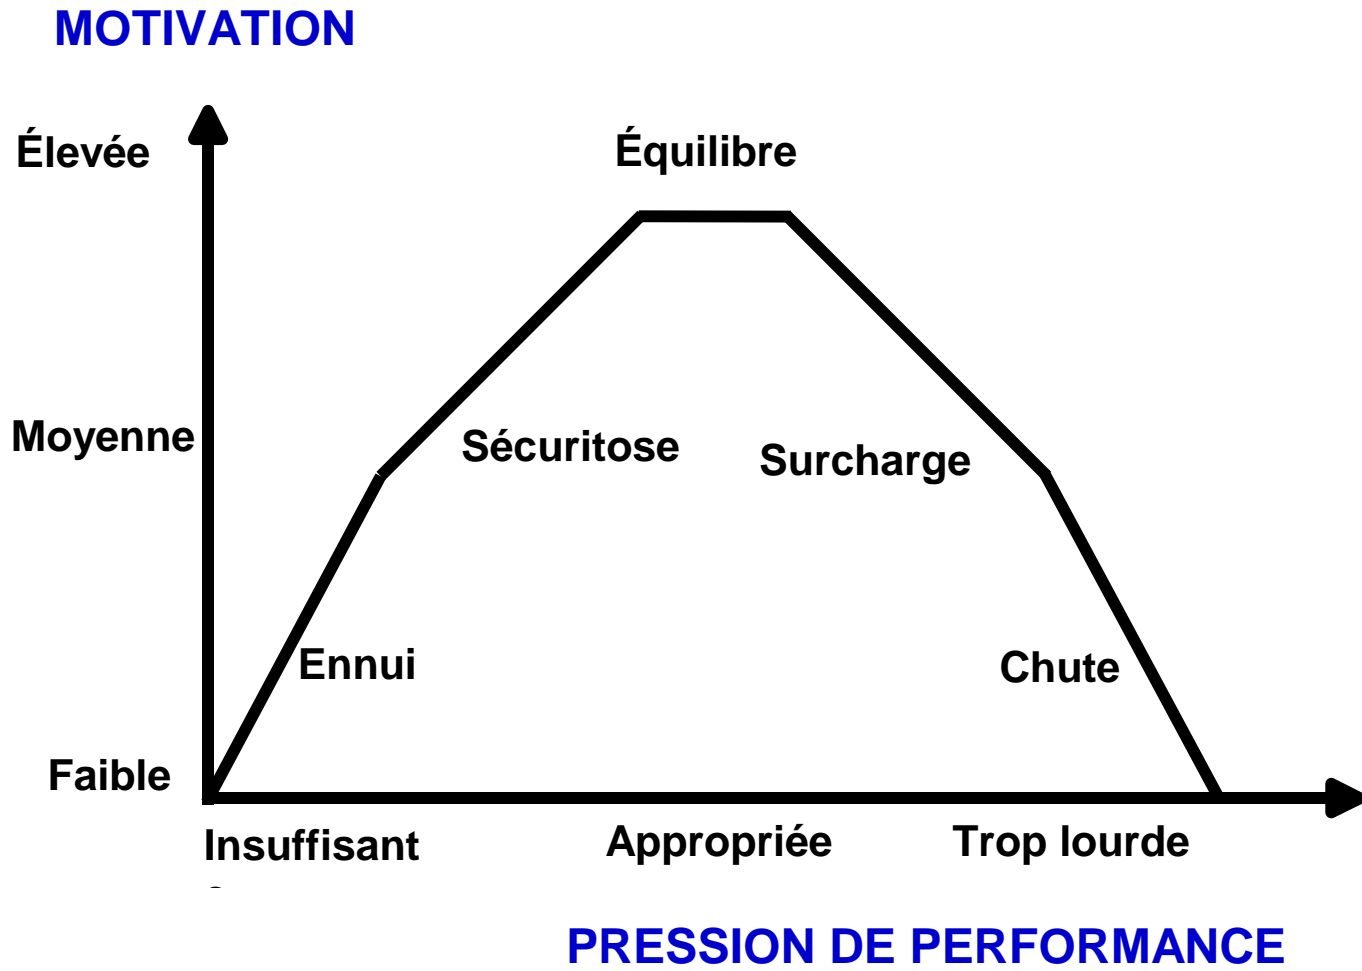 MOTIVATION
Élevée
Équilibre
Moyenne
Sécuritose
Surcharge
Ennui
Chute
Faible
Insuffisant
Appropriée
Trop lourde
PRESSION DE PERFORMANCE